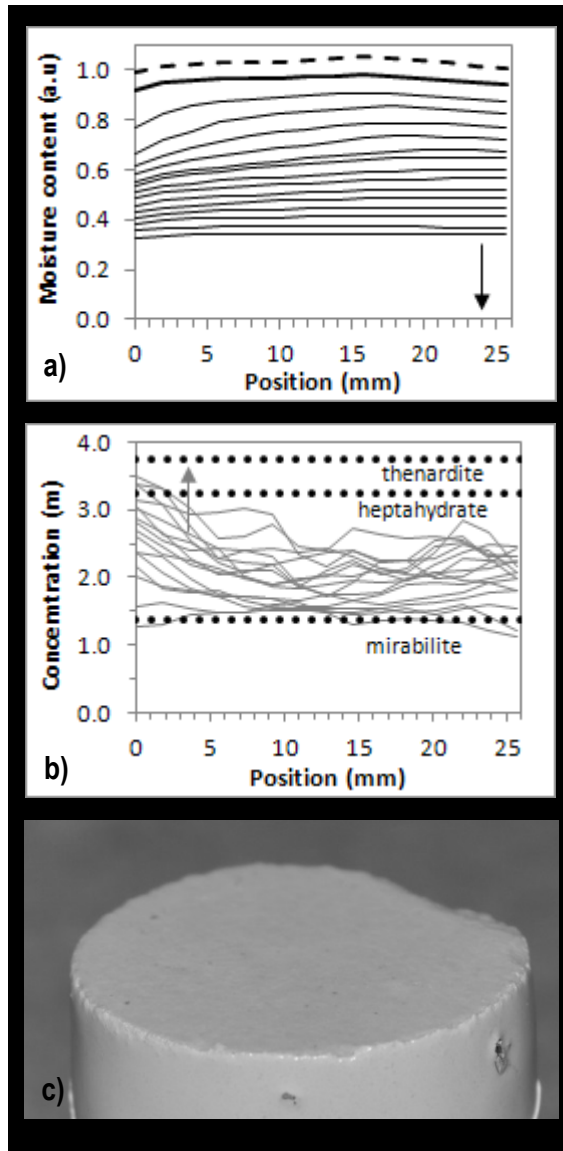 Moisture content (a.u)
1.0
0.8
0.6
0.4
0.2
0.0
0 5 10 15 20 25
Position (mm)
a)
Concemtration (m)
4.0
3.0
2.0
1.0
0.0
thenardite
heptahydrate
mirabilite
0 5 10 15 20 25
Position (mm)
b)
c)